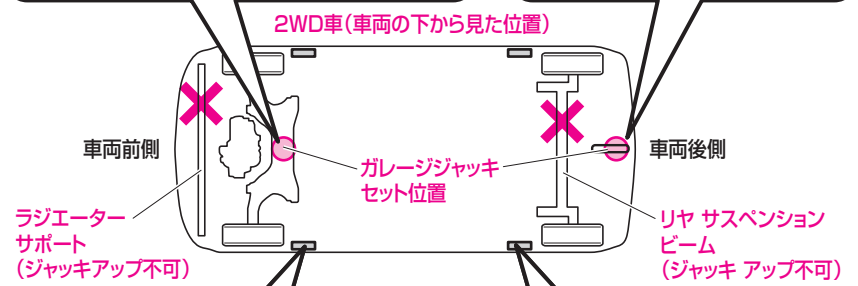 2WD車(車両の下から見た位置)
車両前側
ガレージジャッキ
セット位置
車両後側
ラジエーター
サポート
(ジャッキアップ不可)
リヤ サスペンション
ビーム
(ジャッキ アップ不可)